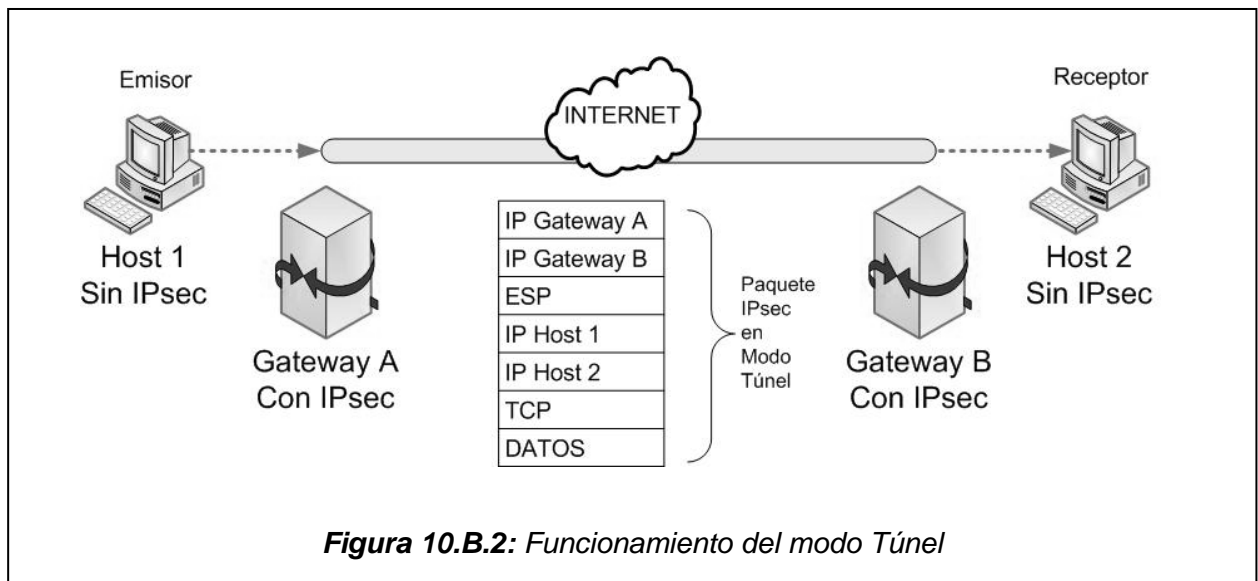 Emisor
Receptor
INTERNET
Host 1
Sin IPsec
Gateway A
Con IPsec
IP Gateway A
IP Gateway B
ESP
IP Host 1
IP Host 2
TCP
DATOS
Paquete
IPsec
en
Modo
Túnel
Gateway B
Con IPsec
Host 2
Sin IPsec
Figura 10.B.2: Funcionamiento del modo Túnel